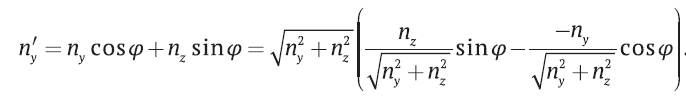 n′_y = n_y cos φ + n_z sin φ = √(n_y² + n_z²) ( n_z / √(n_y² + n_z²) sin φ − −n_y / √(n_y² + n_z²) cos φ ).